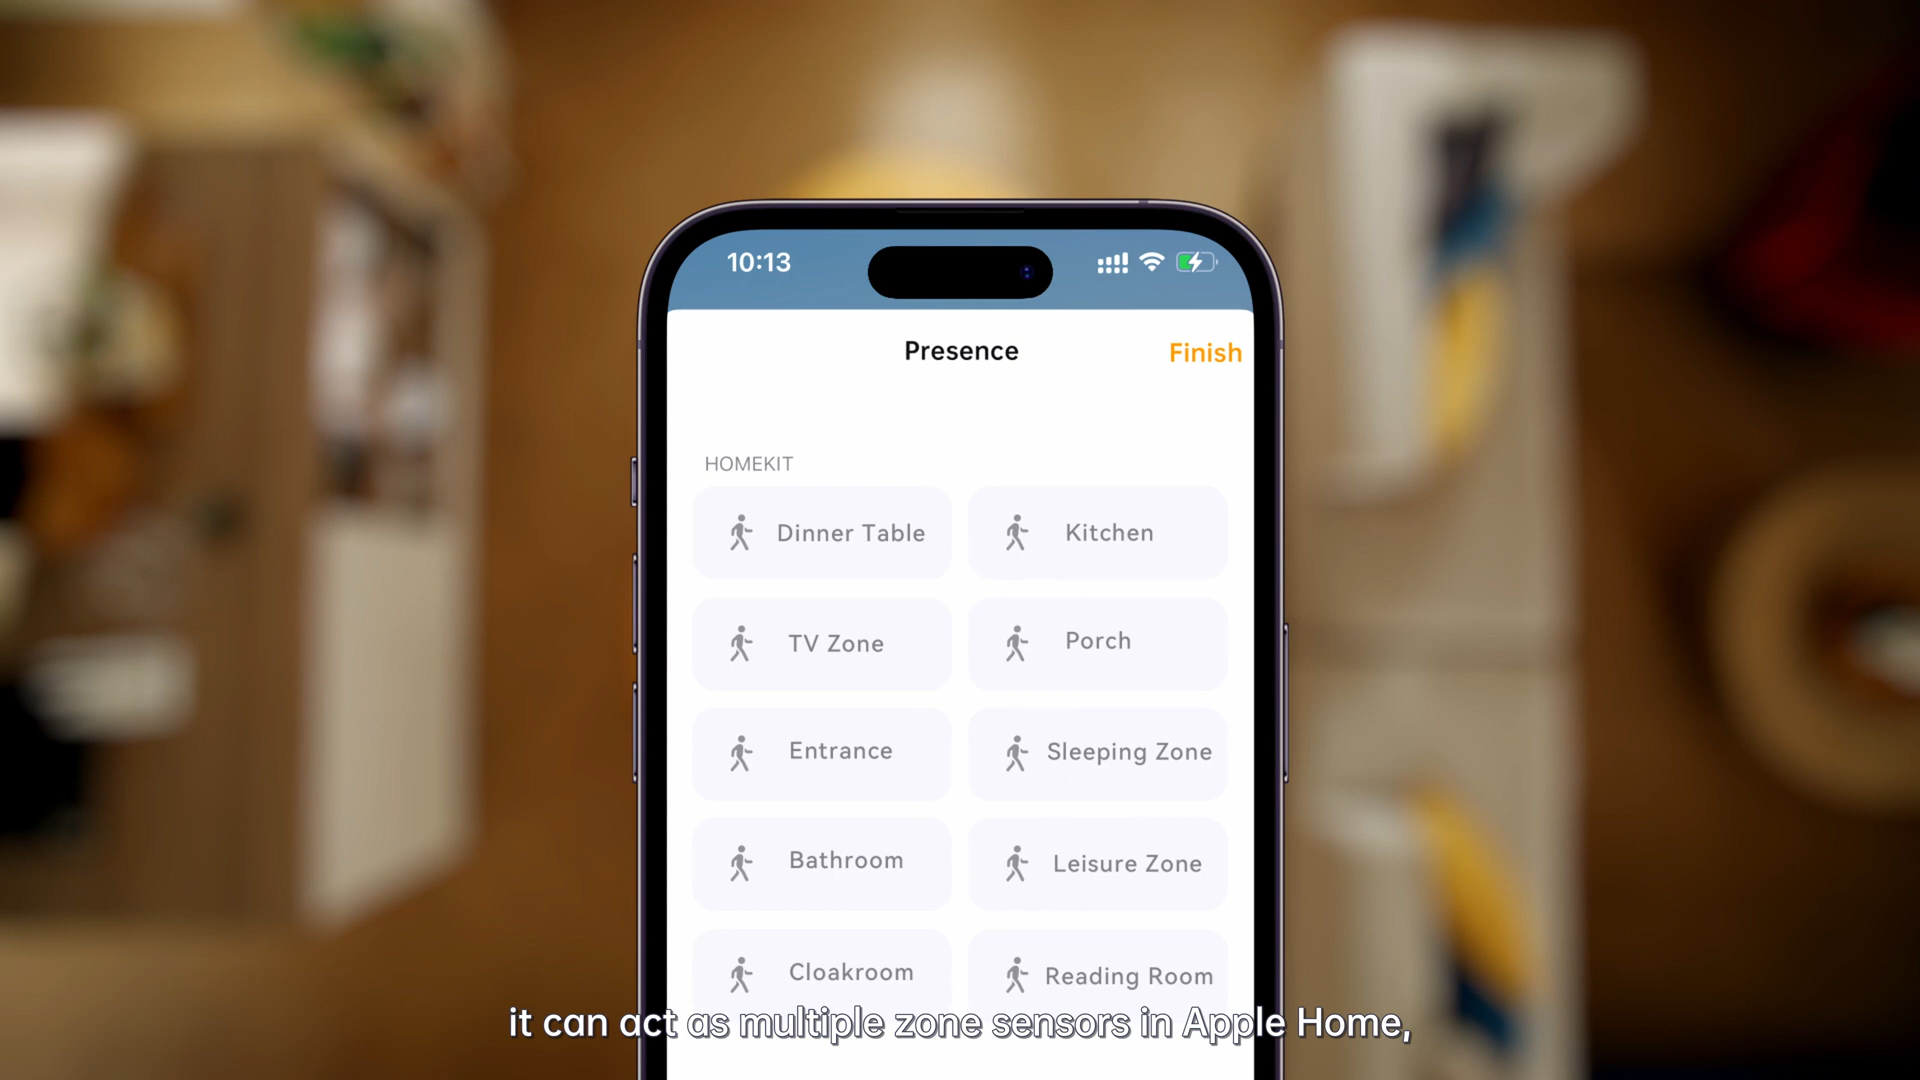 10:13
Presence
Finish
HOMEKIT
Dinner Table
Kitchen
TV Zone
Porch
Entrance
Sleeping Zone
Bathroom
Leisure Zone
Cloakroom
Reading Room
it can act as multiple zone sensors in Apple Home,